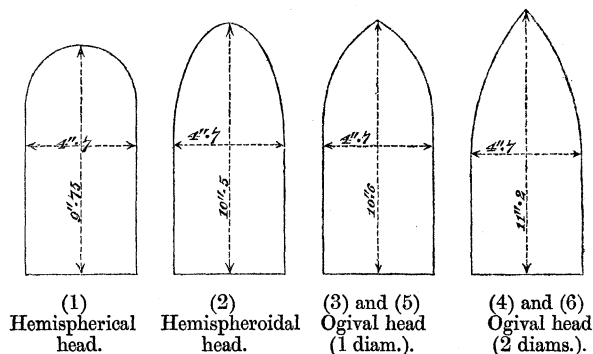 4″·7
9″·75
(1)
Hemispherical
head.
4″·7
10″·5
(2)
Hemispheroidal
head.
4″·7
10″·6
(3) and (5)
Ogival head
(1 diam.).
4″·7
11″·2
(4) and (6)
Ogival head
(2 diams.).